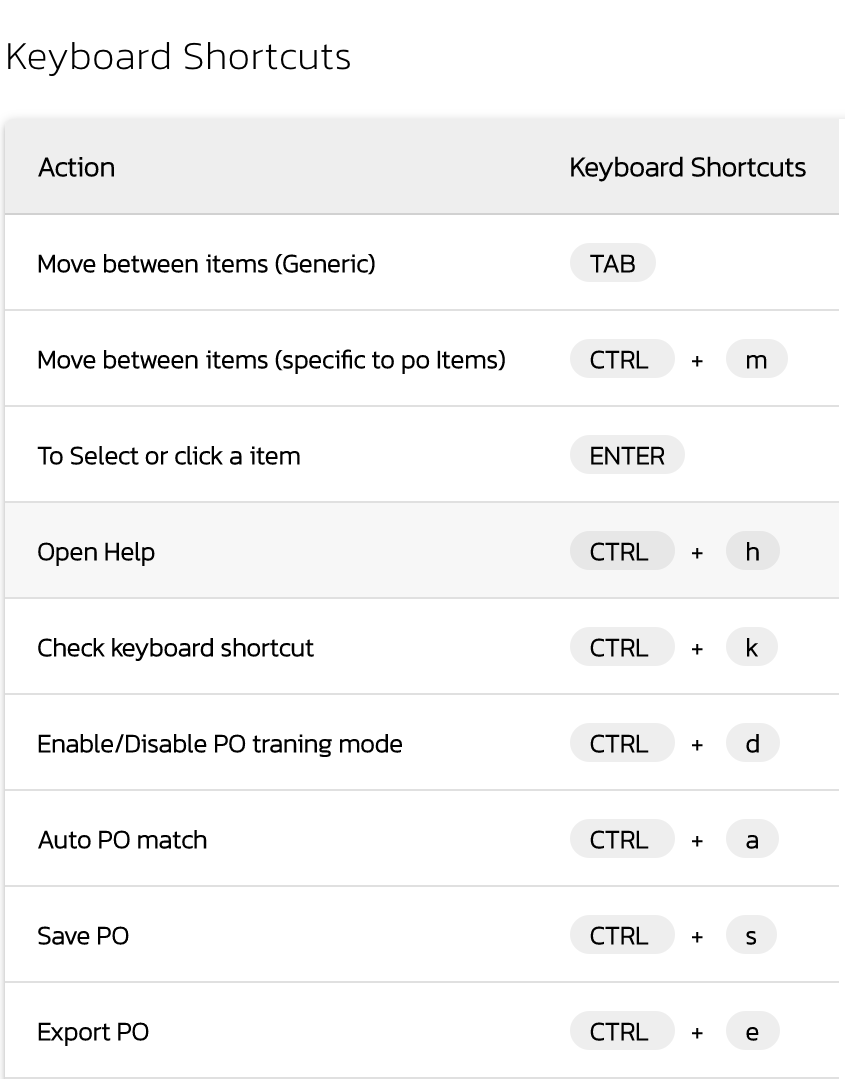 Keyboard Shortcuts
Action Keyboard Shortcuts
Move between items (Generic) TAB
Move between items (specific to po Items) CTRL + m
To Select or click a item ENTER
Open Help CTRL + h
Check keyboard shortcut CTRL + k
Enable/Disable PO traning mode CTRL + d
Auto PO match CTRL + a
Save PO CTRL + s
Export PO CTRL + e